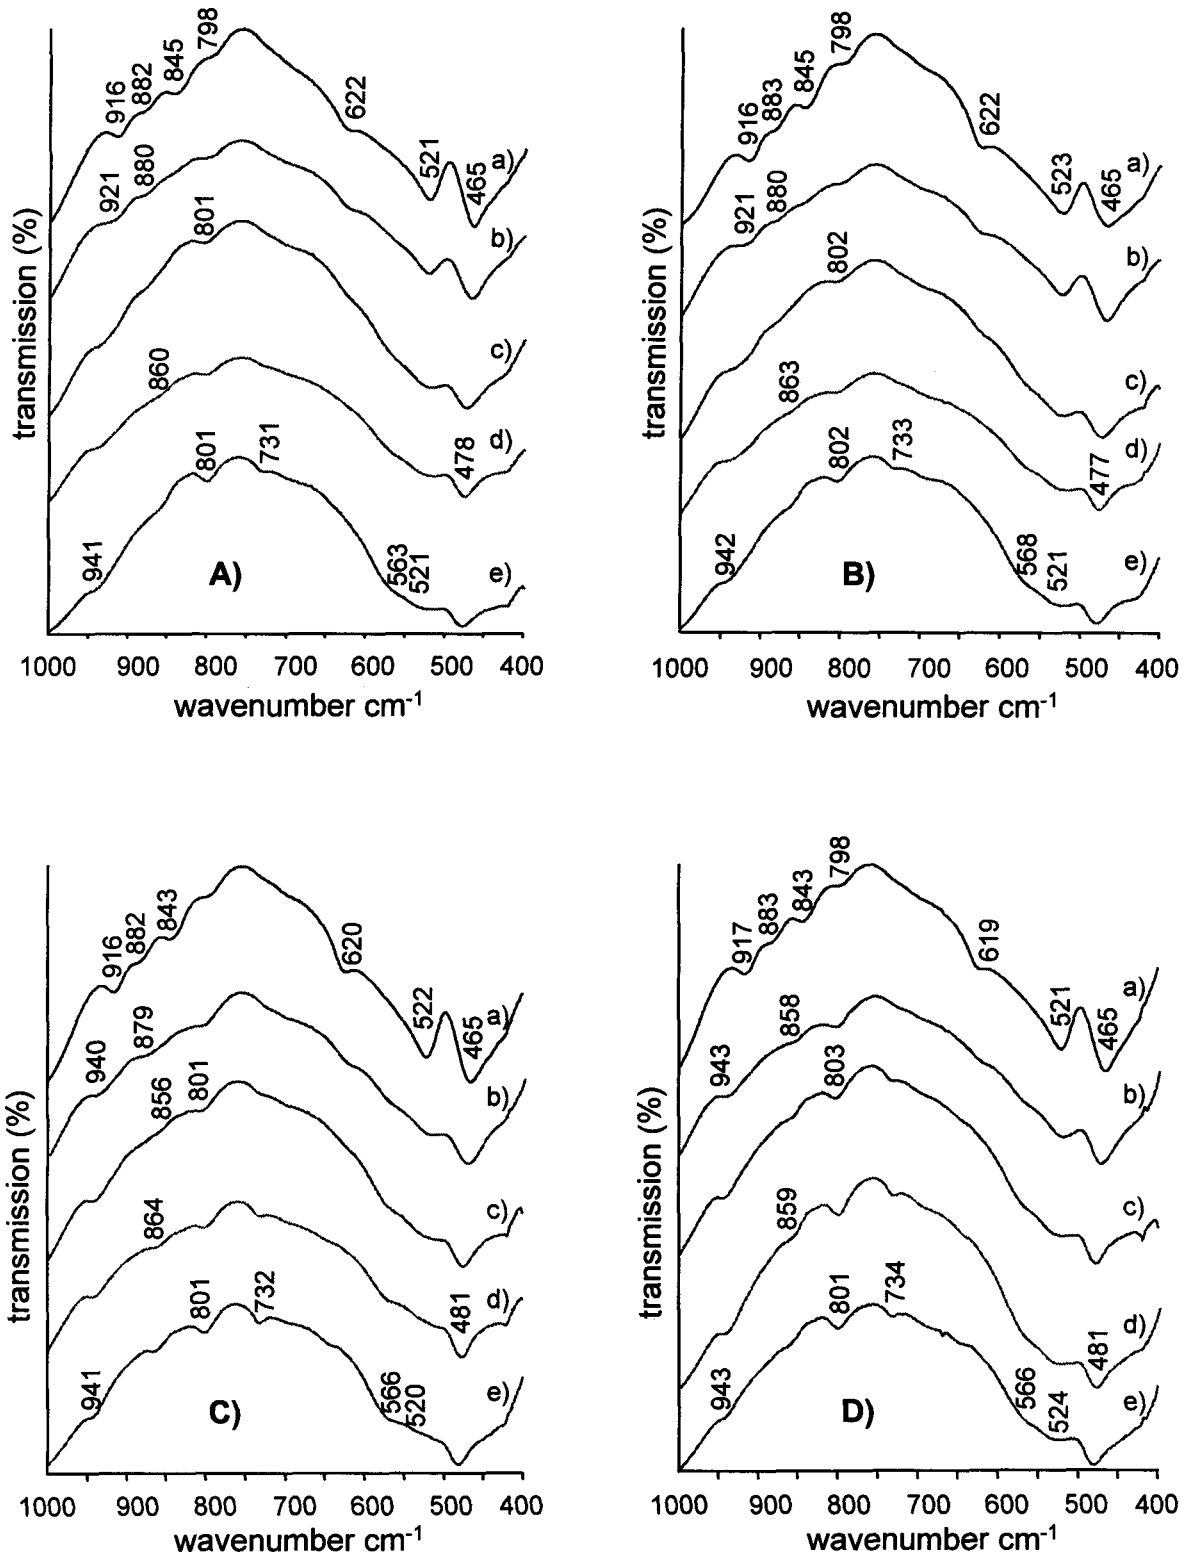 798
845
882
916
622
521
465
a)
921
880
801
b)
c)
860
d)
478
801
731
941
563
521
e)
A)
transmission (%)
1000 900 800 700 600 500 400
wavenumber cm-1
798
845
883
916
622
523
465
a)
921
880
802
b)
c)
863
d)
477
802
733
942
568
521
e)
B)
transmission (%)
1000 900 800 700 600 500 400
wavenumber cm-1
843
882
916
620
522
465
a)
940
879
856
801
b)
c)
864
d)
481
801
732
941
566
520
e)
C)
transmission (%)
1000 900 800 700 600 500 400
wavenumber cm-1
798
843
883
917
619
521
465
a)
943
858
803
b)
c)
859
d)
481
801
734
943
566
524
e)
D)
transmission (%)
1000 900 800 700 600 500 400
wavenumber cm-1